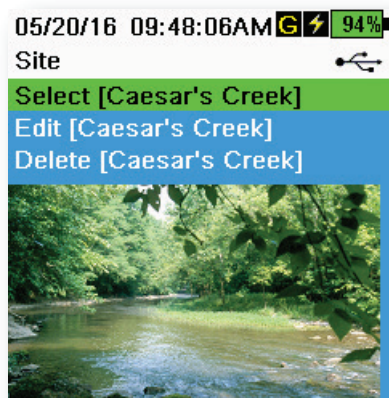 05/20/16 09:48:06AM G 94%
Site
Select [Caesar's Creek]
Edit [Caesar's Creek]
Delete [Caesar's Creek]